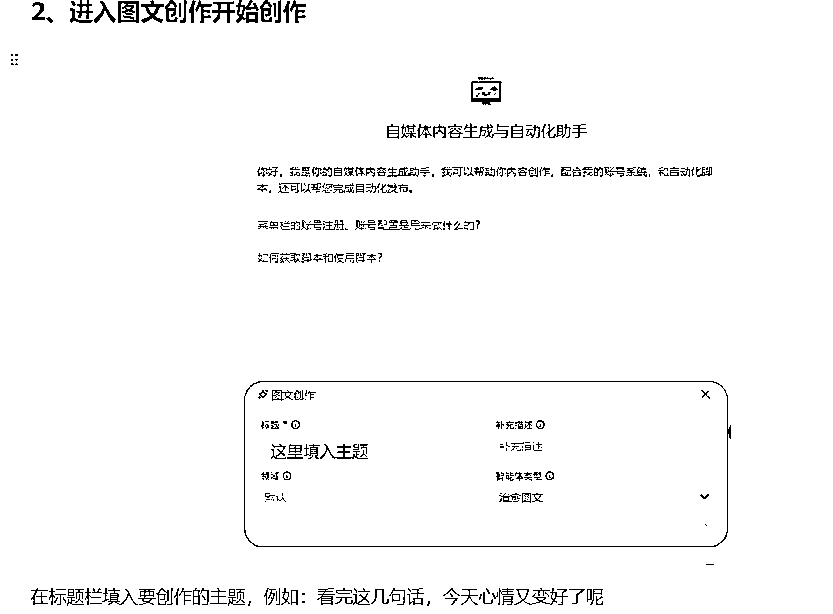 2、进入图文创作开始创作
自媒体内容生成与自动化助手
你好，我是你的自媒体内容生成助手，我可以帮助你内容创作，配合我的账号系统，和自动化脚
本，还可以帮您完成自动化发布。
菜单栏的账号注册、账号配置是用来做什么的？
如何获取脚本和使用脚本？
图文创作
标题 * 补充描述
这里填入主题 补充描述
领域 智能体类型
默认 治愈图文
在标题栏填入要创作的主题，例如：看完这几句话，今天心情又变好了呢